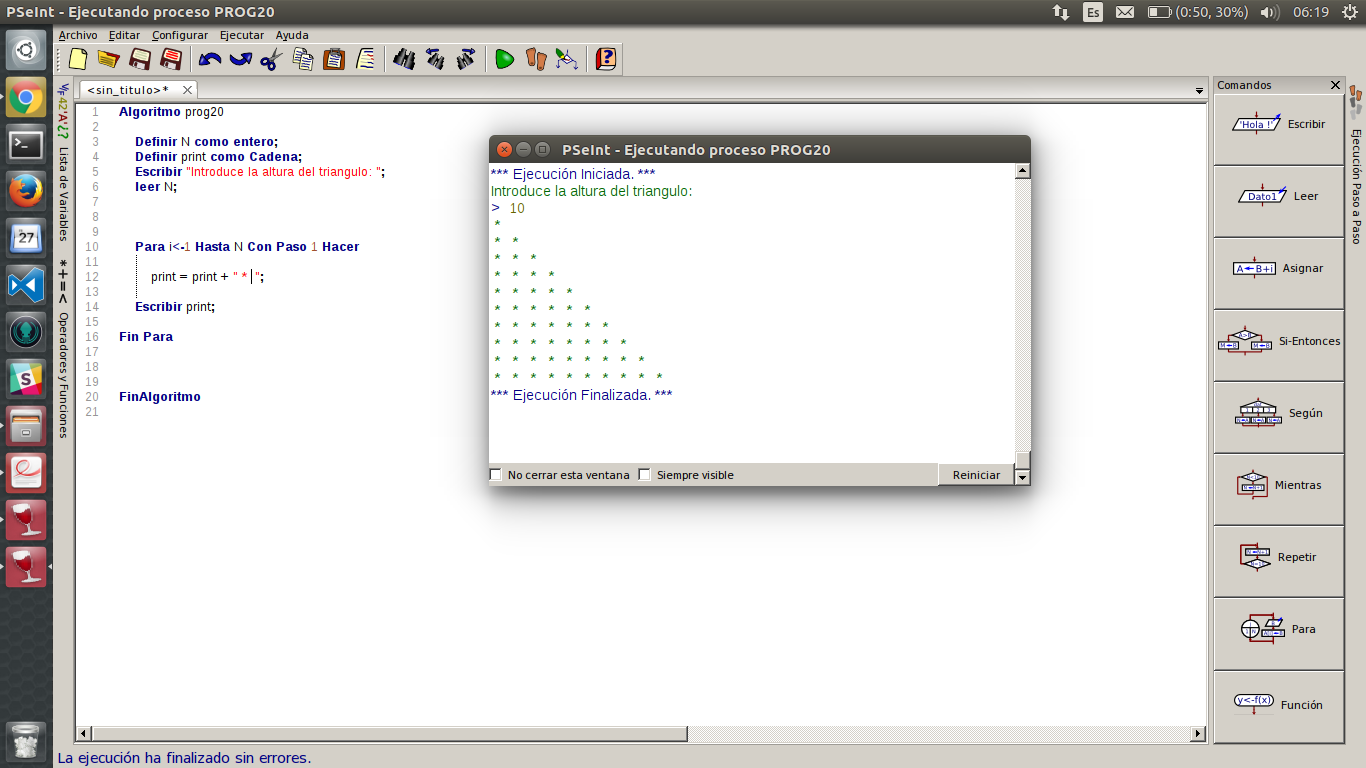 PSeInt - Ejecutando proceso PROG20
Es
(0:50, 30%)
06:19
Archivo Editar Configurar Ejecutar Ayuda
<sin_titulo>*
Lista de Variables
Operadores y Funciones
1 Algoritmo prog20
2
3 Definir N como entero;
4 Definir print como Cadena;
5 Escribir "Introduce la altura del triangulo: ";
6 leer N;
7
8
9
10 Para i<-1 Hasta N Con Paso 1 Hacer
11
12 print = print + " * ";
13
14 Escribir print;
15
16 Fin Para
17
18
19
20 FinAlgoritmo
21
PSeInt - Ejecutando proceso PROG20
*** Ejecución Iniciada. ***
Introduce la altura del triangulo:
> 10
*
* *
* * *
* * * *
* * * * *
* * * * * *
* * * * * * *
* * * * * * * *
* * * * * * * * *
* * * * * * * * * *
*** Ejecución Finalizada. ***
No cerrar esta ventana
Siempre visible
Reiniciar
Comandos
'Hola !' Escribir
Dato1 Leer
A←B+i Asignar
Si-Entonces
Según
Mientras
Repetir
Para
y<-f(x) Función
Ejecución Paso a Paso
27
La ejecución ha finalizado sin errores.